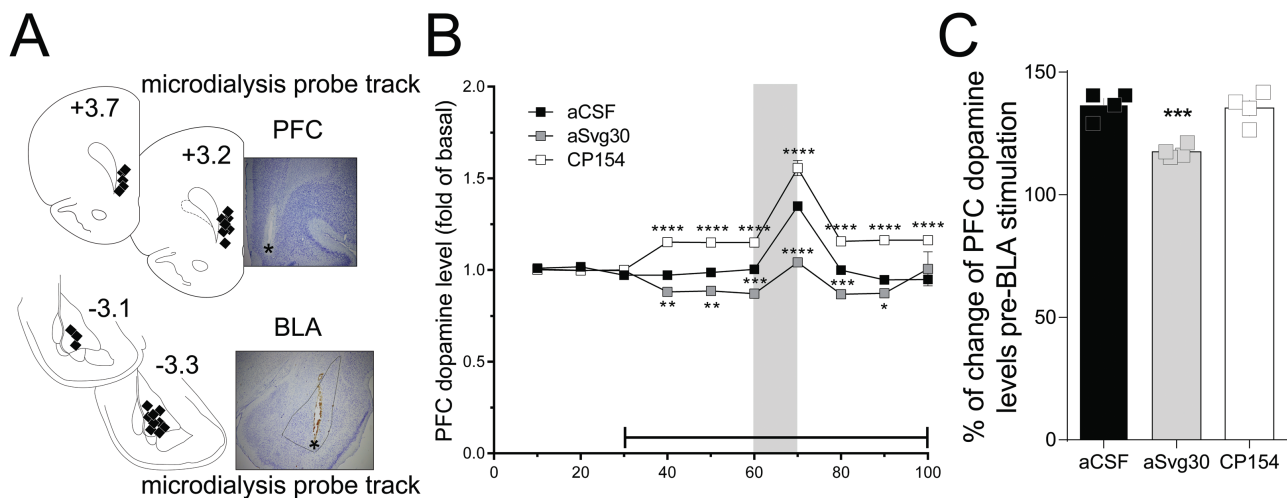 A
microdialysis probe track
+3.7
PFC
+3.2
*
-3.1
BLA
-3.3
*
microdialysis probe track
B
PFC dopamine level (fold of basal)
2.0
1.5
1.0
0.5
0.0
aCSF
aSvg30
CP154
****
**** **** **** **** **** ****
****
*** ***
** ** *
0 20 40 60 80 100
C
% of change of PFC dopamine
levels pre-BLA stimulation
150
100
50
0
***
aCSF aSvg30 CP154